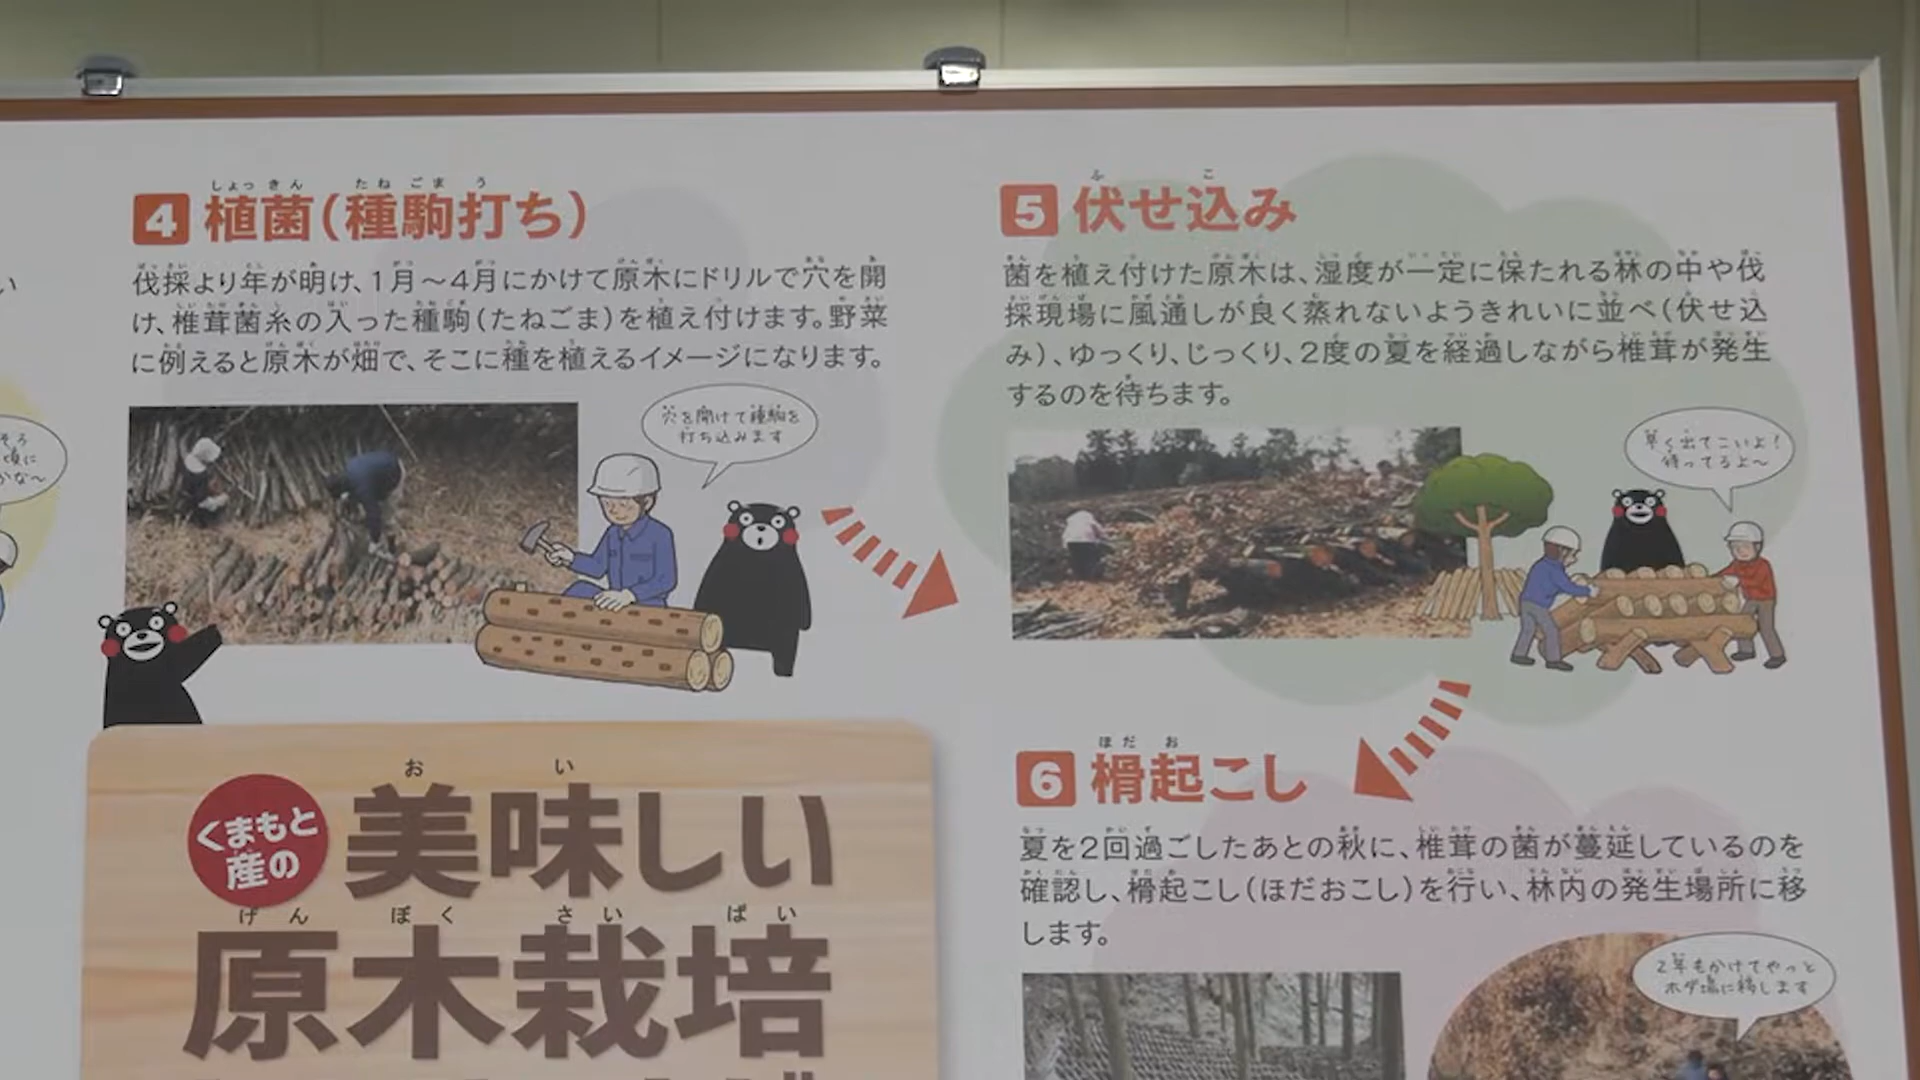 4 植菌(種駒打ち)
伐採より年が明け、1月〜4月にかけて原木にドリルで穴を開
け、椎茸菌糸の入った種駒(たねごま)を植え付けます。野菜
に例えると原木が畑で、そこに種を植えるイメージになります。
穴を開けて種駒を
打ち込みます
5 伏せ込み
菌を植え付けた原木は、湿度が一定に保たれる林の中や伐
採現場に風通しが良く蒸れないようきれいに並べ(伏せ込
み)、ゆっくり、じっくり、2度の夏を経過しながら椎茸が発生
するのを待ちます。
早く出てこいよ!
待ってるよ〜
6 榾起こし
夏を2回過ごしたあとの秋に、椎茸の菌が蔓延しているのを
確認し、榾起こし(ほだおこし)を行い、林内の発生場所に移
します。
2年もかけてやっと
ホダ場に移します
くまもと
産の
美味しい
原木栽培